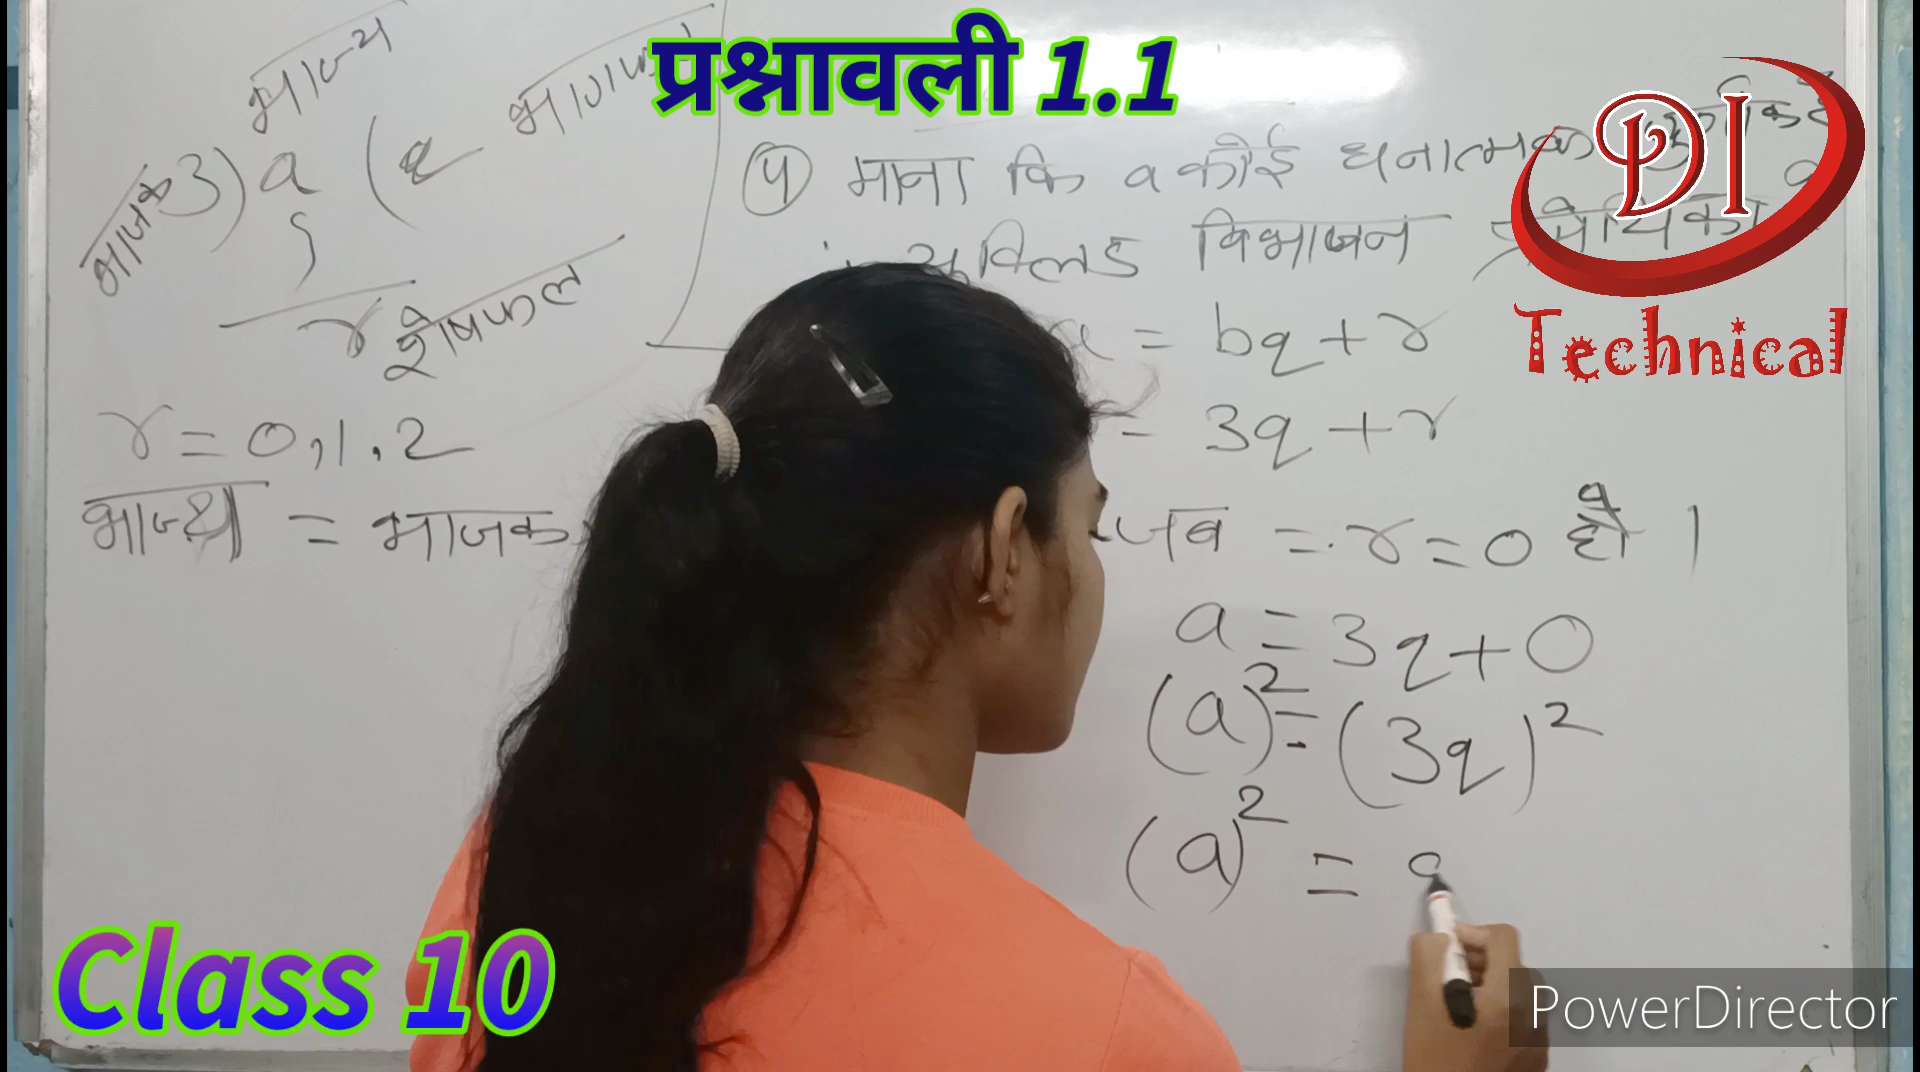 प्रश्नावली 1.1
DI
Technical
भाज्य
भाजक 3) a ( q
r शेषफल
r = 0,1,2
= भाजक
(4) माना कि a कोई धनात्मक
विभाजन
= bq + r
= 3q + r
जब = r = 0 है ।
a = 3q + 0
(a)² = (3q)²
(a)² = 9
Class 10
PowerDirector